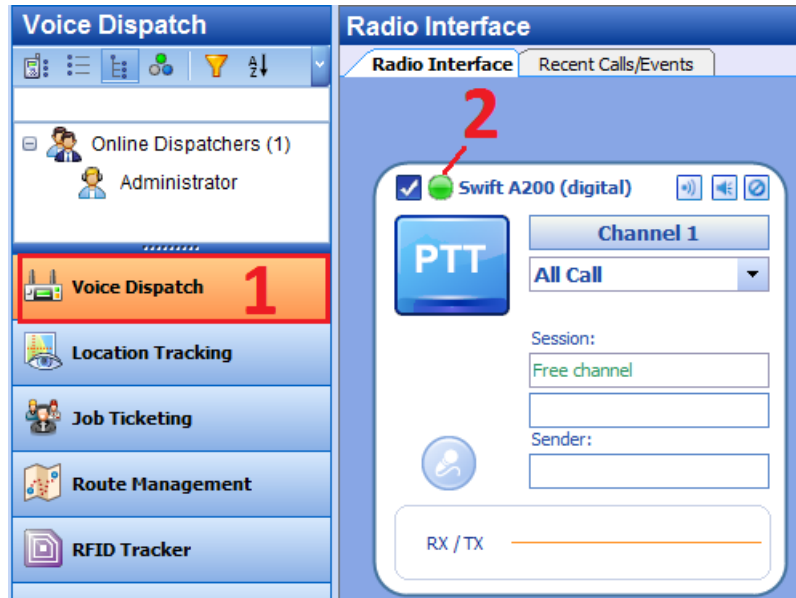 Voice Dispatch
Online Dispatchers (1)
Administrator
Voice Dispatch 1
Location Tracking
Job Ticketing
Route Management
RFID Tracker
Radio Interface
Radio Interface Recent Calls/Events
2
Swift A200 (digital)
PTT
Channel 1
All Call
Session:
Free channel
Sender:
RX / TX